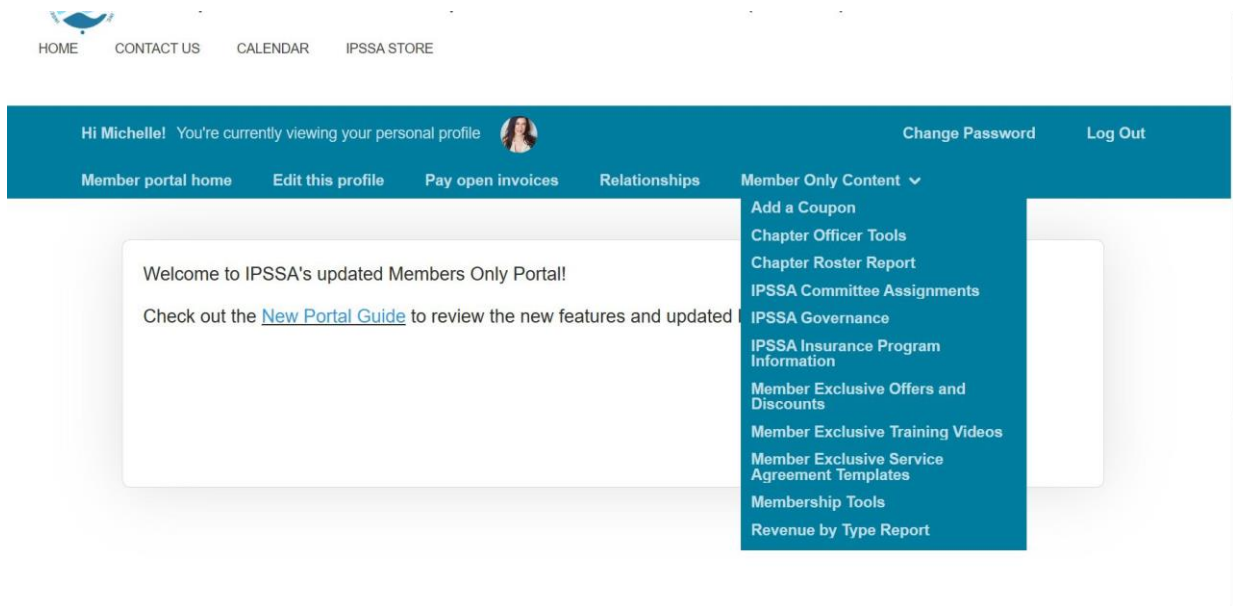 HOME CONTACT US CALENDAR IPSSA STORE
Hi Michelle! You're currently viewing your personal profile Change Password Log Out
Member portal home Edit this profile Pay open invoices Relationships Member Only Content
Add a Coupon
Chapter Officer Tools
Chapter Roster Report
IPSSA Committee Assignments
IPSSA Governance
IPSSA Insurance Program
Information
Member Exclusive Offers and
Discounts
Member Exclusive Training Videos
Member Exclusive Service
Agreement Templates
Membership Tools
Revenue by Type Report
Welcome to IPSSA's updated Members Only Portal!
Check out the New Portal Guide to review the new features and updated